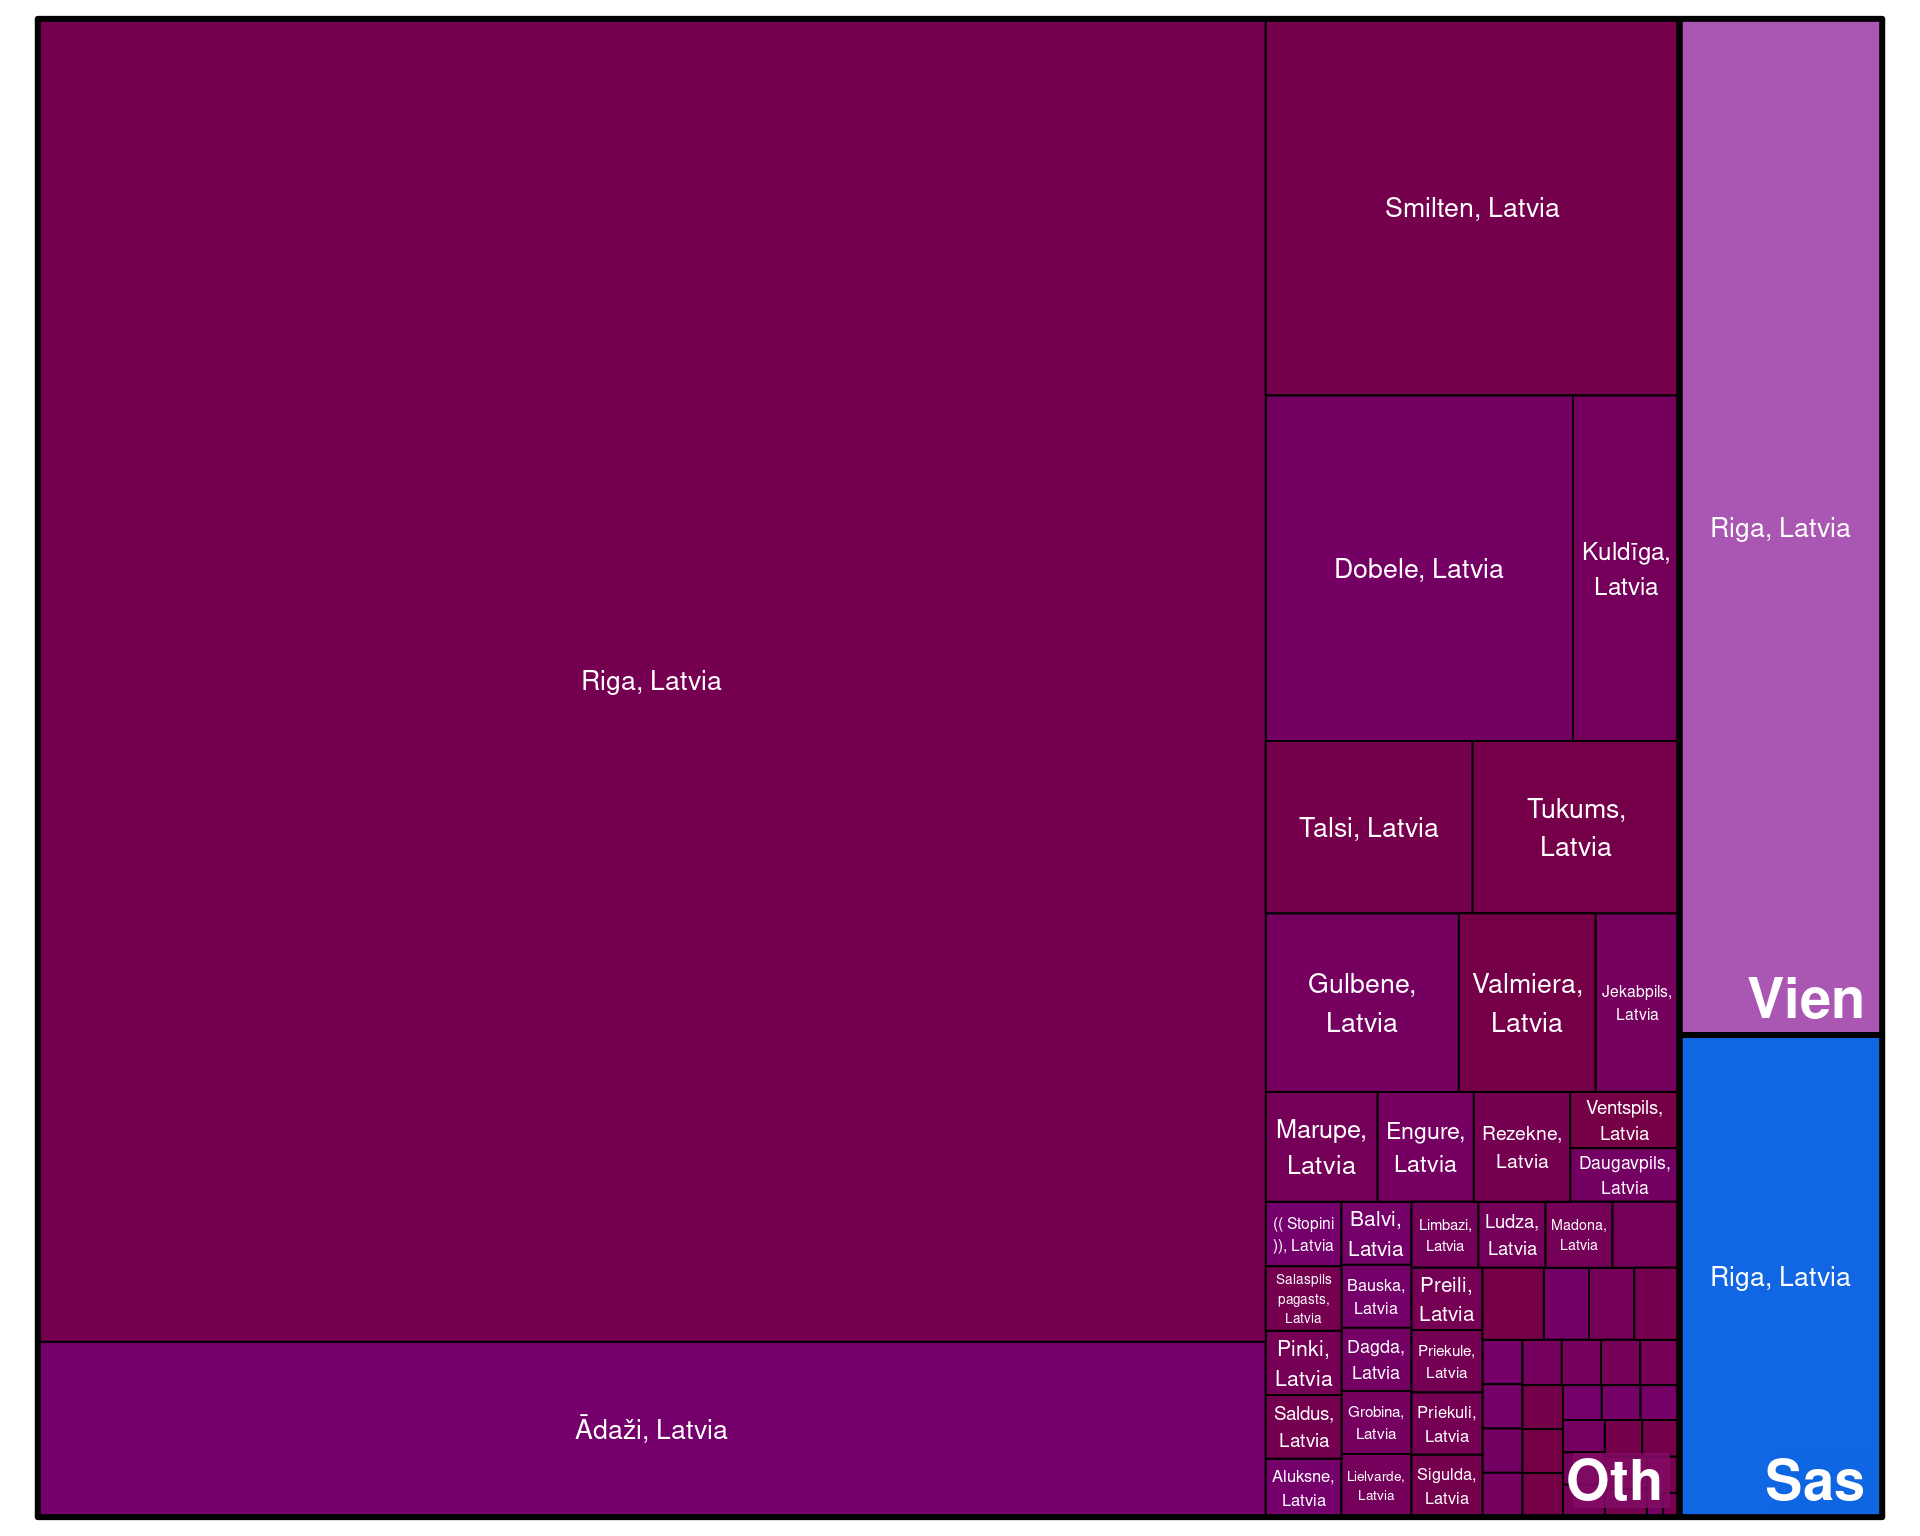 Riga, Latvia
Ādaži, Latvia
Smilten, Latvia
Dobele, Latvia
Kuldīga,
Latvia
Talsi, Latvia
Tukums,
Latvia
Gulbene,
Latvia
Valmiera,
Latvia
Jekabpils,
Latvia
Marupe,
Latvia
Engure,
Latvia
Rezekne,
Latvia
Ventspils,
Latvia
Daugavpils,
Latvia
(( Stopini
)), Latvia
Salaspils
pagasts,
Latvia
Pinki,
Latvia
Saldus,
Latvia
Aluksne,
Latvia
Balvi,
Latvia
Bauska,
Latvia
Dagda,
Latvia
Grobina,
Latvia
Lielvarde,
Latvia
Limbazi,
Latvia
Ludza,
Latvia
Madona,
Latvia
Preili,
Latvia
Priekule,
Latvia
Priekuli,
Latvia
Sigulda,
Latvia
Oth
Riga, Latvia
Vien
Riga, Latvia
Sas